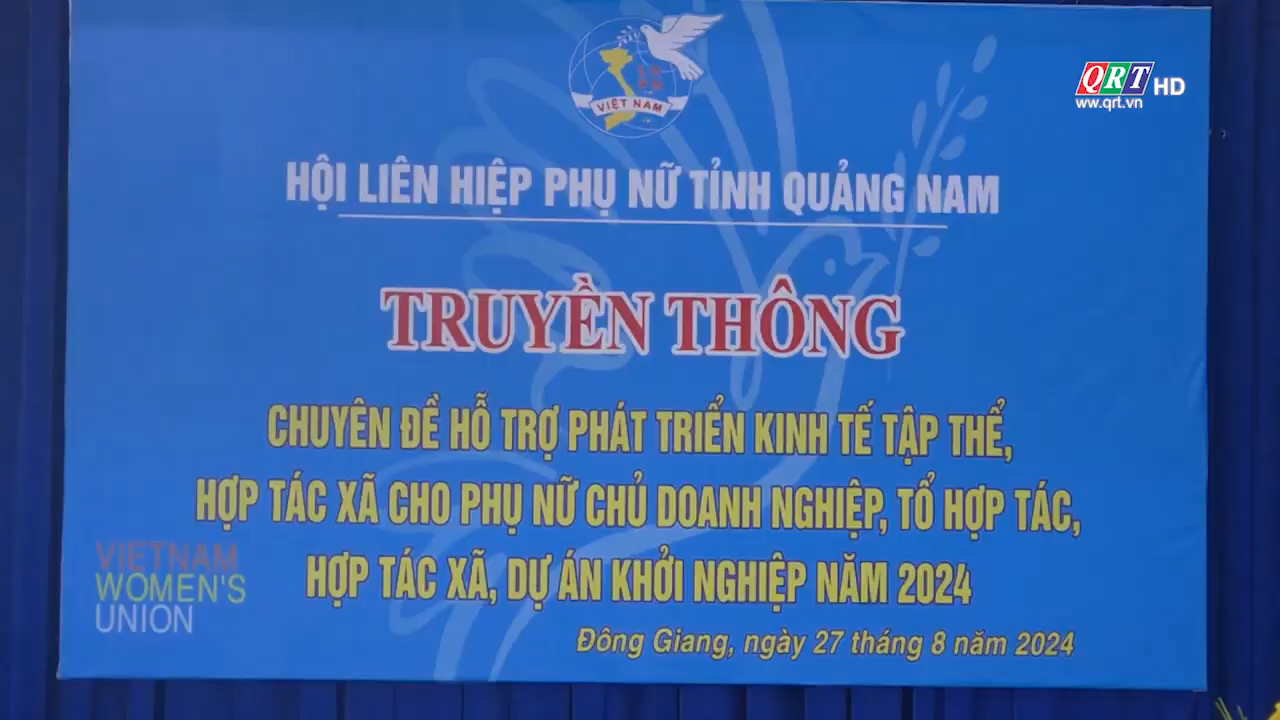 QRT HD
ww.qrt.vn
VIỆT NAM
HỘI LIÊN HIỆP PHỤ NỮ TỈNH QUẢNG NAM
TRUYỀN THÔNG
CHUYÊN ĐỀ HỖ TRỢ PHÁT TRIỂN KINH TẾ TẬP THỂ,
HỢP TÁC XÃ CHO PHỤ NỮ CHỦ DOANH NGHIỆP, TỔ HỢP TÁC,
HỢP TÁC XÃ, DỰ ÁN KHỞI NGHIỆP NĂM 2024
VIETNAM
WOMEN'S
UNION
Đông Giang, ngày 27 tháng 8 năm 2024